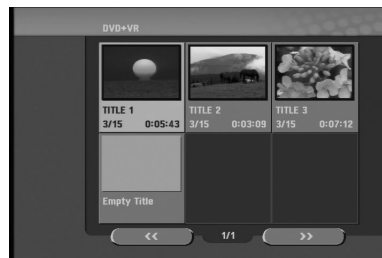 DVD+VR
TITLE 1
3/15 0:05:43
TITLE 2
3/15 0:03:09
TITLE 3
3/15 0:07:12
Empty Title
<< 1/1 >>